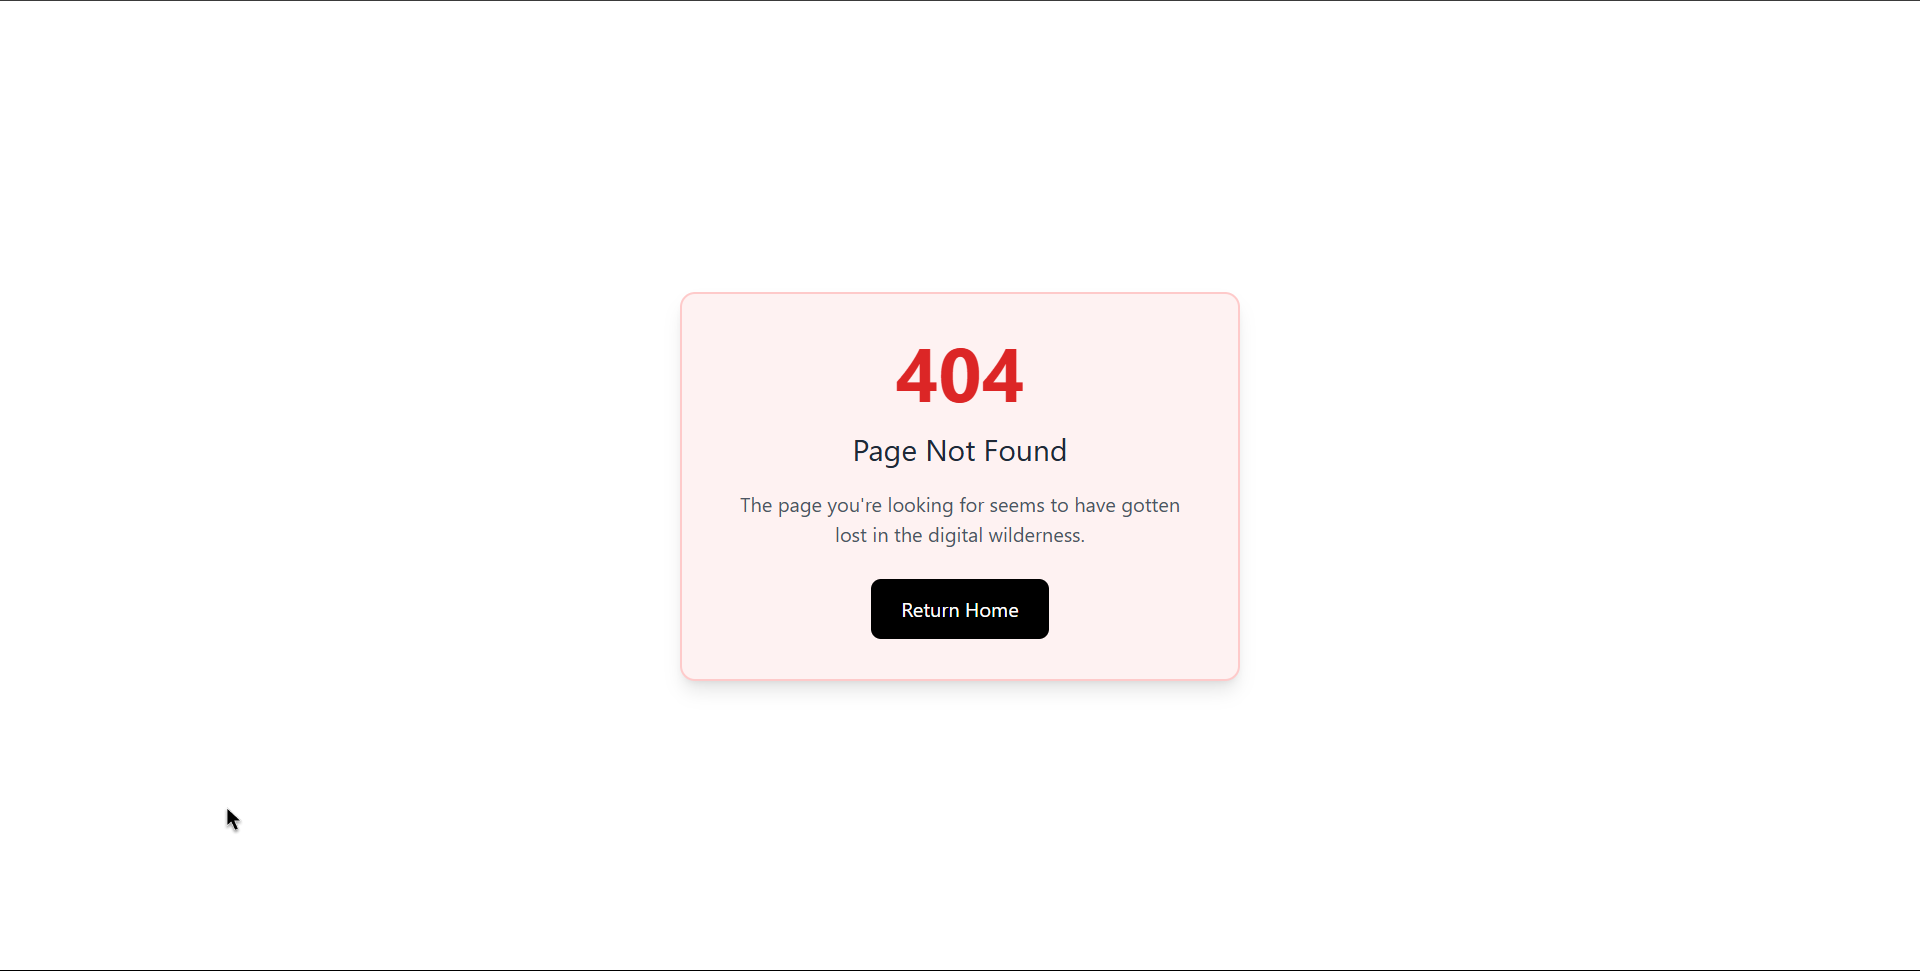 404
Page Not Found
The page you're looking for seems to have gotten
lost in the digital wilderness.
Return Home